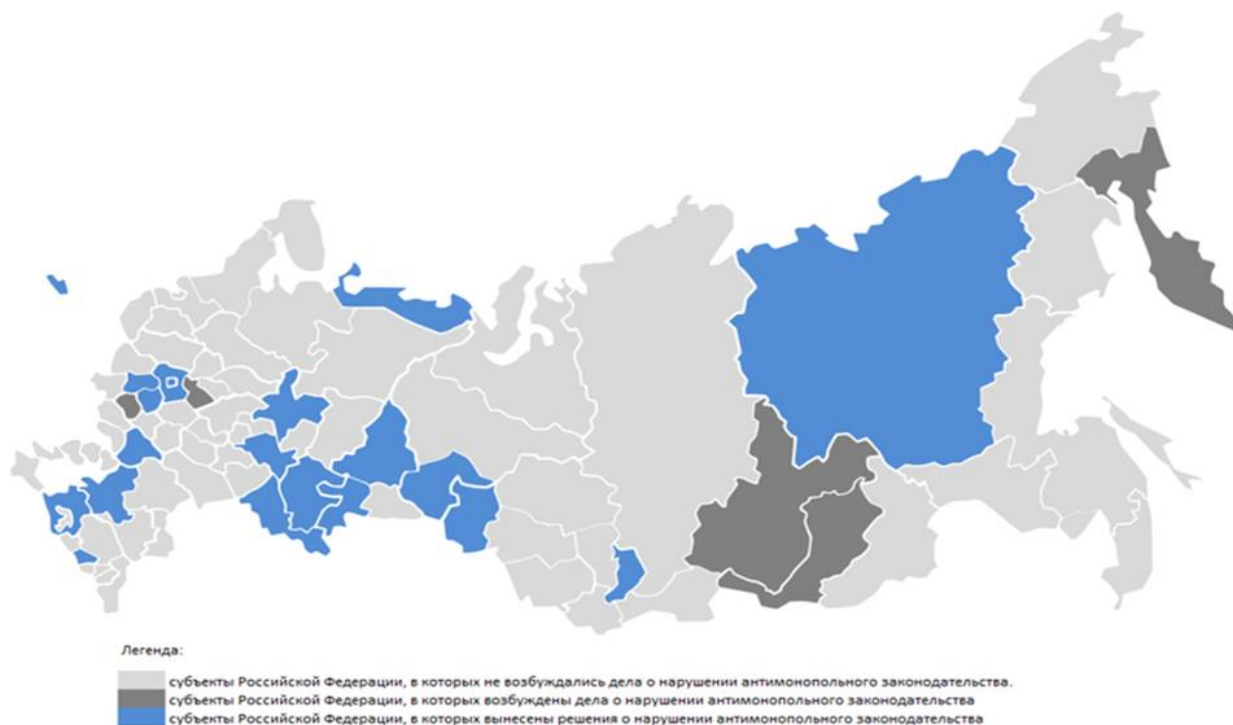 Легенда:
субъекты Российской Федерации, в которых не возбуждались дела о нарушении антимонопольного законодательства.
субъекты Российской Федерации, в которых возбуждены дела о нарушении антимонопольного законодательства
субъекты Российской Федерации, в которых вынесены решения о нарушении антимонопольного законодательства